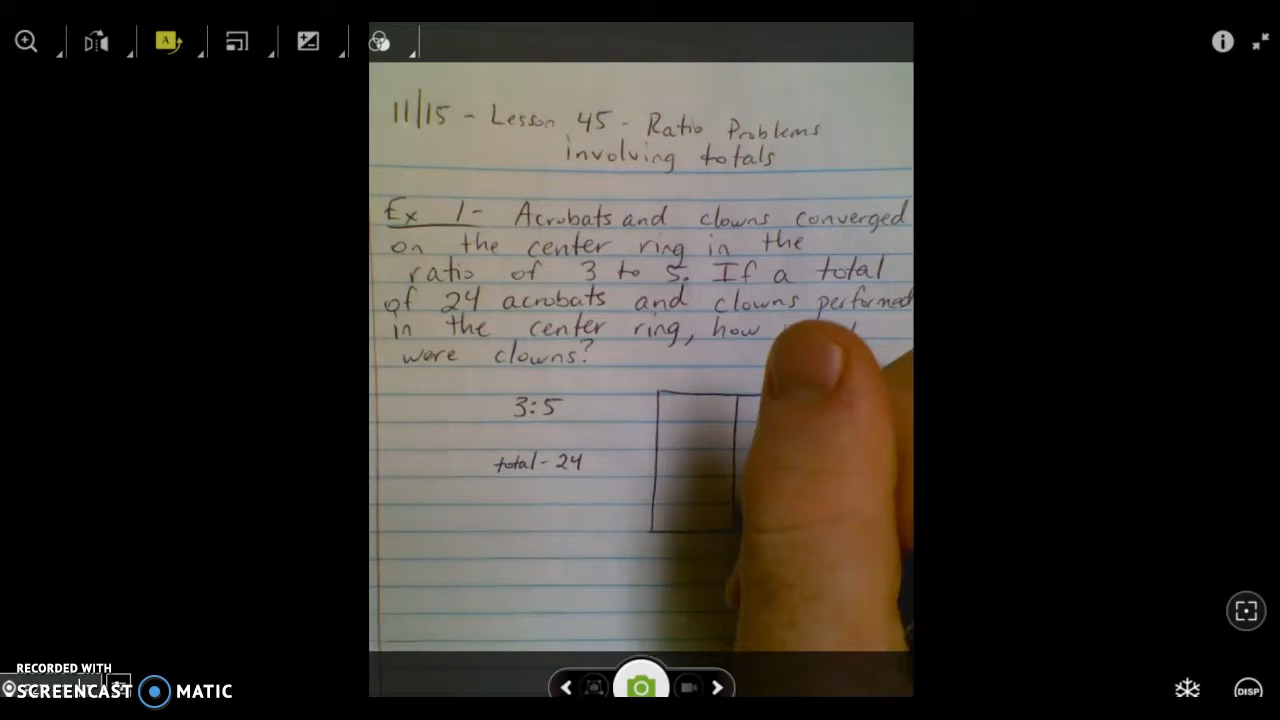 11/15 - Lesson 45 - Ratio Problems
involving totals
Ex 1- Acrobats and clowns converged
on the center ring in the
ratio of 3 to 5. If a total
of 24 acrobats and clowns performed
in the center ring, how
were clowns?
3:5
total - 24
A
i
DISP
RECORDED WITH
SCREENCAST MATIC